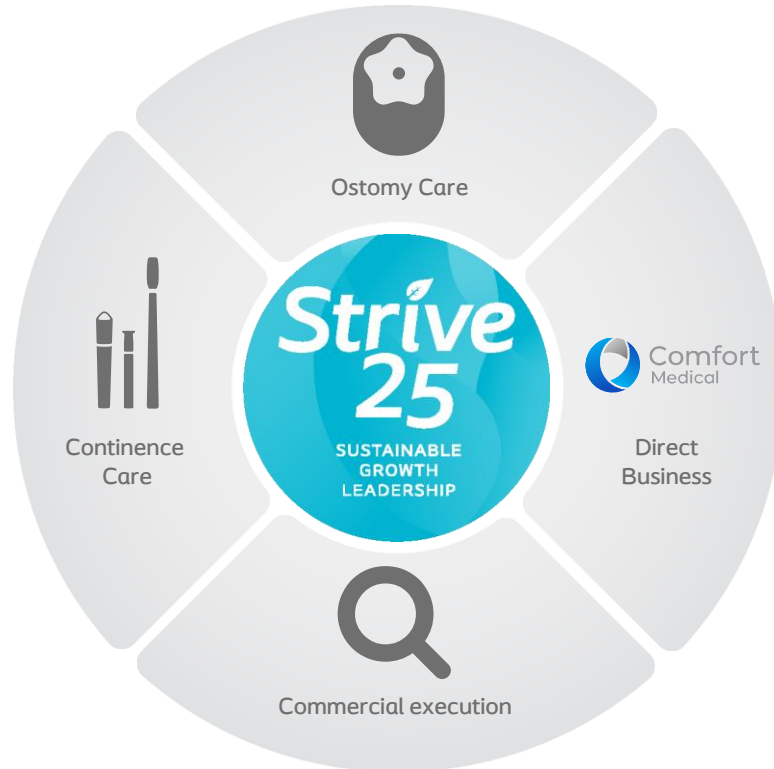 Ostomy Care
Strive
25
SUSTAINABLE
GROWTH
LEADERSHIP
Continence
Care
Comfort
Medical
Direct
Business
Commercial execution